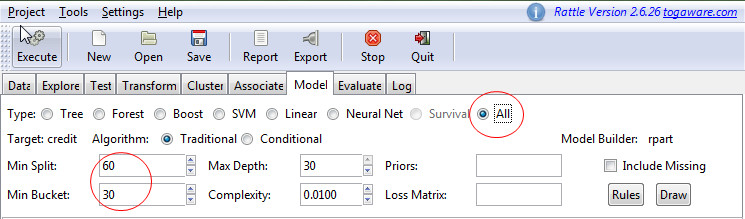 Project Tools Settings Help Rattle Version 2.6.26 togaware.com
Execute New Open Save Report Export Stop Quit
Data Explore Test Transform Cluster Associate Model Evaluate Log
Type: Tree Forest Boost SVM Linear Neural Net Survival All
Target: credit Algorithm: Traditional Conditional Model Builder: rpart
Min Split: 60 Max Depth: 30 Priors: Include Missing
Min Bucket: 30 Complexity: 0.0100 Loss Matrix: Rules Draw